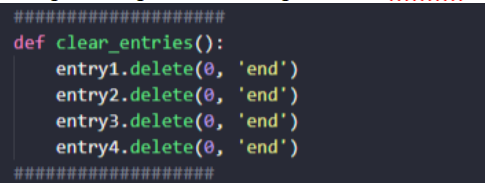 ####################
def clear_entries():
    entry1.delete(0, 'end')
    entry2.delete(0, 'end')
    entry3.delete(0, 'end')
    entry4.delete(0, 'end')
###################